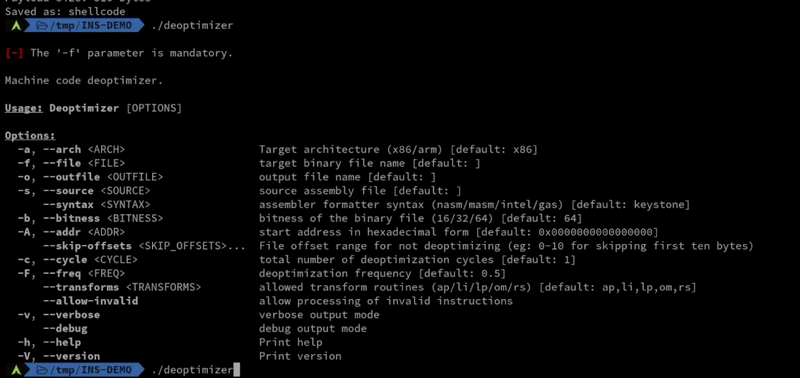 Saved as: shellcode
/tmp/INS-DEMO ./deoptimizer
[-] The '-f' parameter is mandatory.
Machine code deoptimizer.
Usage: Deoptimizer [OPTIONS]
Options:
-a, --arch <ARCH> Target architecture (x86/arm) [default: x86]
-f, --file <FILE> target binary file name [default: ]
-o, --outfile <OUTFILE> output file name [default: ]
-s, --source <SOURCE> source assembly file [default: ]
--syntax <SYNTAX> assembler formatter syntax (nasm/masm/intel/gas) [default: keystone]
-b, --bitness <BITNESS> bitness of the binary file (16/32/64) [default: 64]
-A, --addr <ADDR> start address in hexadecimal form [default: 0x0000000000000000]
--skip-offsets <SKIP_OFFSETS>... File offset range for not deoptimizing (eg: 0-10 for skipping first ten bytes)
-c, --cycle <CYCLE> total number of deoptimization cycles [default: 1]
-F, --freq <FREQ> deoptimization frequency [default: 0.5]
--transforms <TRANSFORMS> allowed transform routines (ap/li/lp/om/rs) [default: ap,li,lp,om,rs]
--allow-invalid allow processing of invalid instructions
-v, --verbose verbose output mode
--debug debug output mode
-h, --help Print help
-V, --version Print version
/tmp/INS-DEMO ./deoptimizer